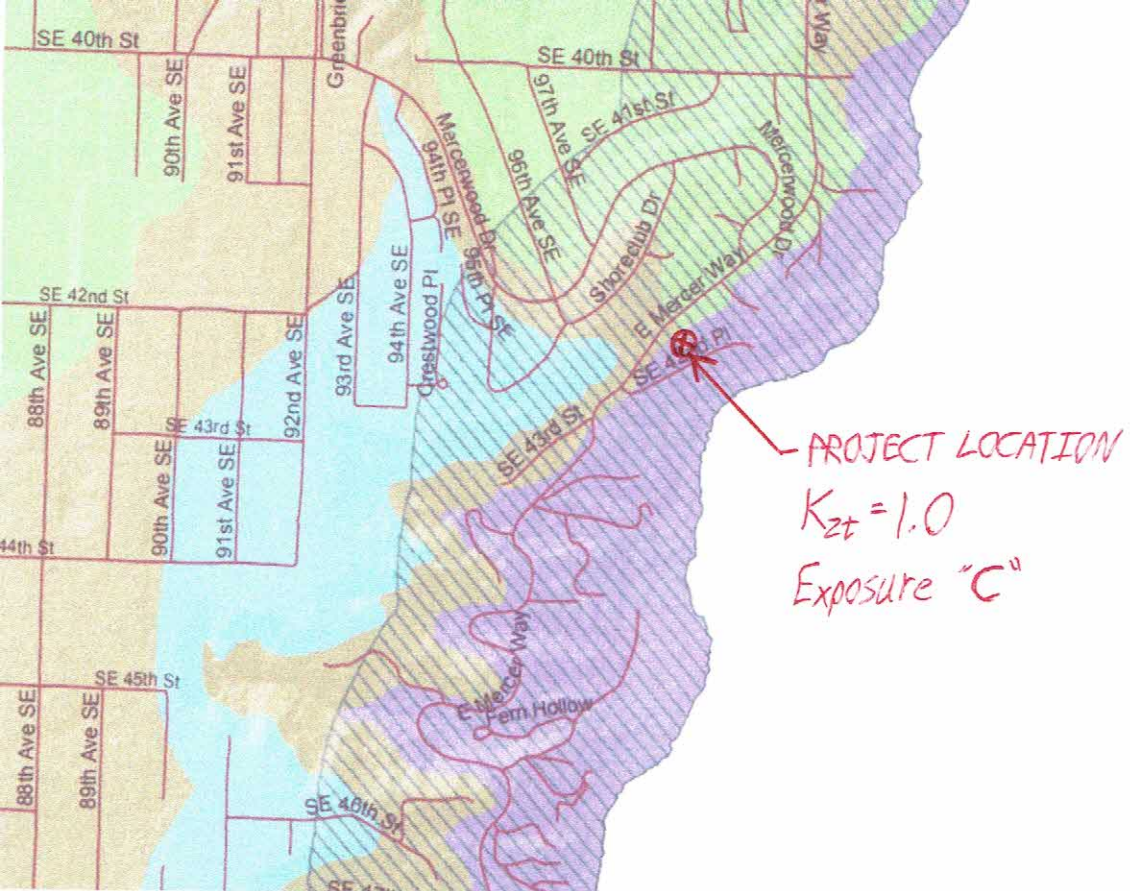 SE 40th St
90th Ave SE
91st Ave SE
SE 40th St
97th Ave SE
SE 41st St
Mercerwood Dr
94th Pl SE
96th Ave SE
Mercerwood Dr
Shoreclub Dr
E Mercer Way
95th Pl SE
SE 42nd St
88th Ave SE
89th Ave SE
92nd Ave SE
93rd Ave SE
94th Ave SE
Crestwood Pl
SE 42nd Pl
SE 43rd St
SE 43rd St
90th Ave SE
91st Ave SE
44th St
PROJECT LOCATION
Kzt = 1.0
Exposure "C"
SE 45th St
88th Ave SE
89th Ave SE
E Mercer Way
Fern Hollow
SE 46th St